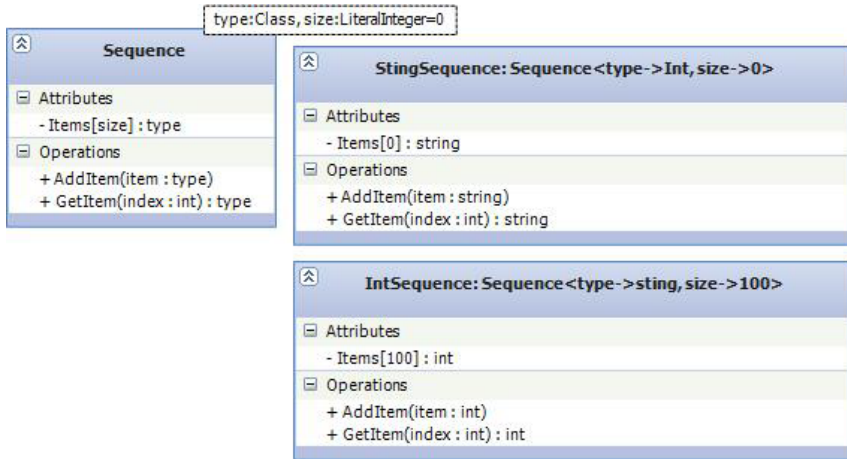 type:Class, size:LiteralInteger=0
Sequence
Attributes
- Items[size] : type
Operations
+ AddItem(item : type)
+ GetItem(index : int) : type
StingSequence: Sequence<type->Int, size->0>
Attributes
- Items[0] : string
Operations
+ AddItem(item : string)
+ GetItem(index : int) : string
IntSequence: Sequence<type->sting, size->100>
Attributes
- Items[100] : int
Operations
+ AddItem(item : int)
+ GetItem(index : int) : int